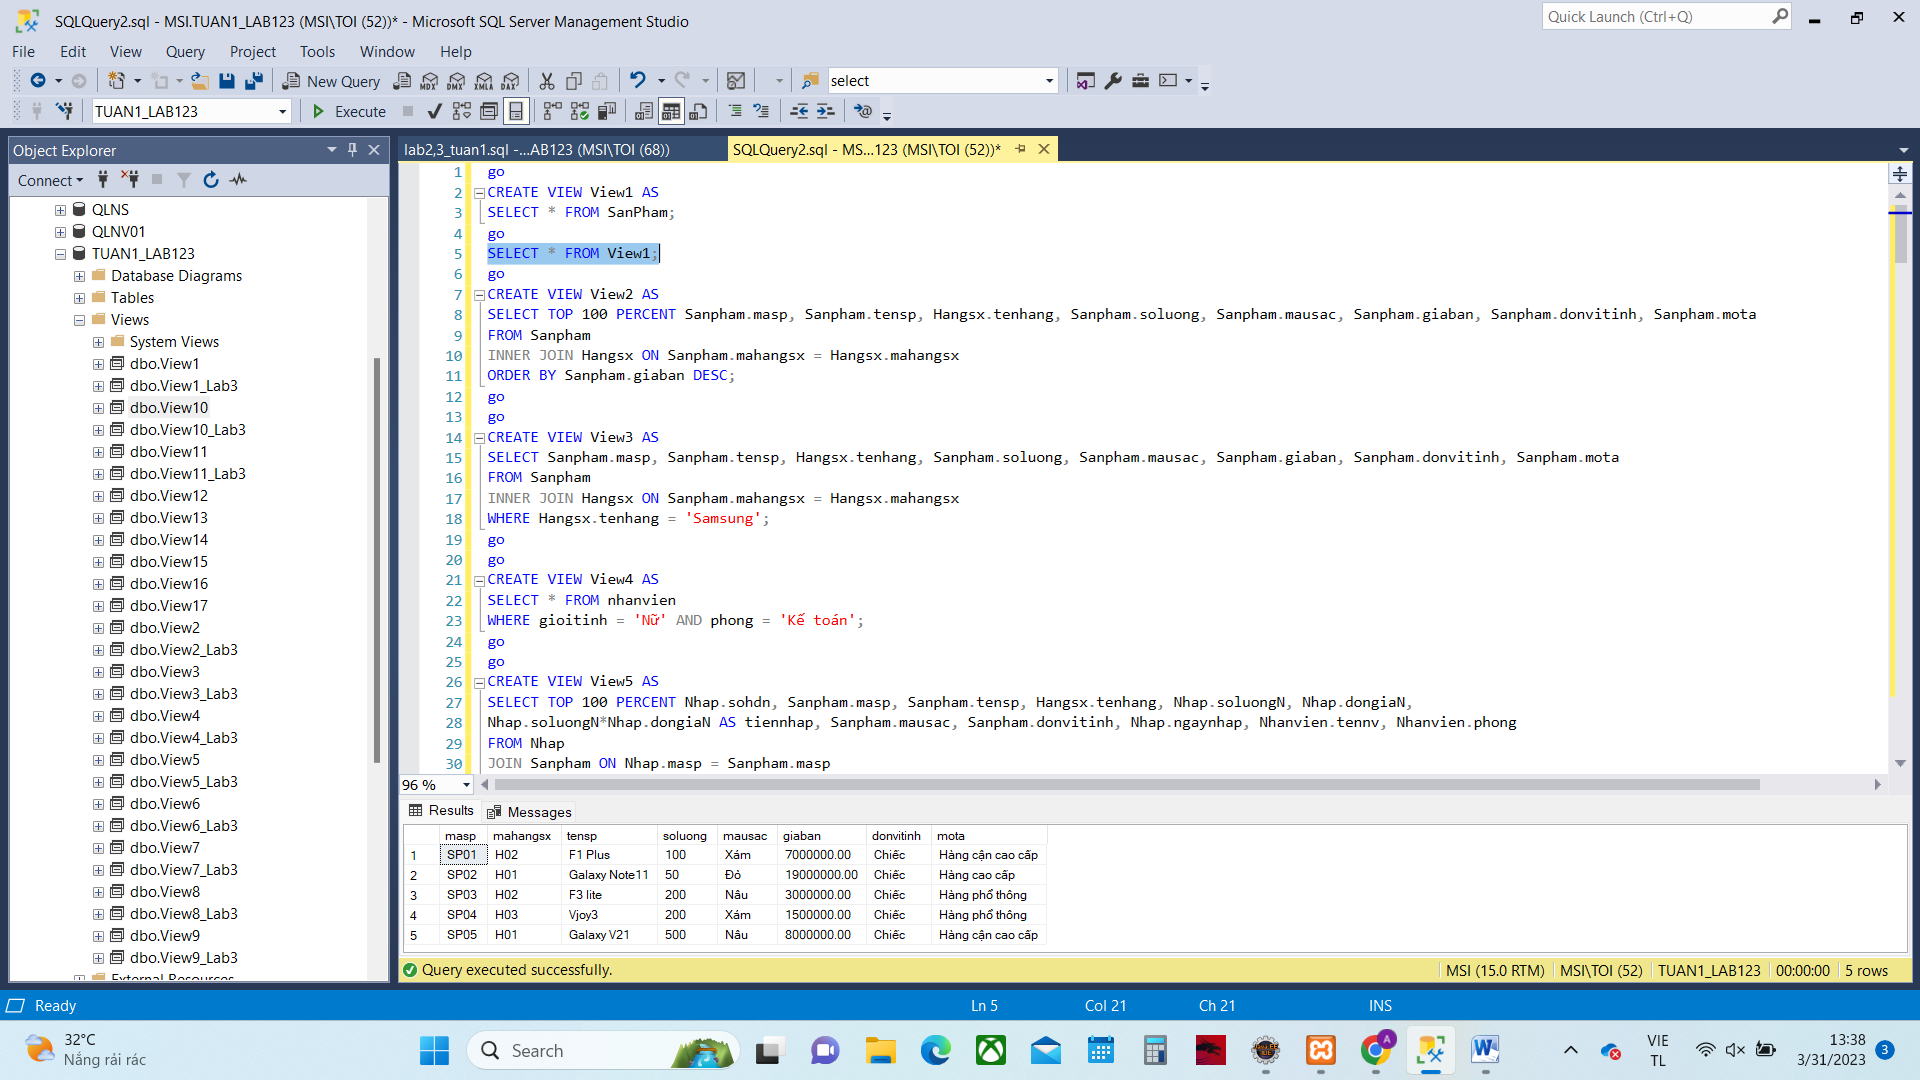 SQLQuery2.sql - MSI.TUAN1_LAB123 (MSI\TOI (52))* - Microsoft SQL Server Management Studio
Quick Launch (Ctrl+Q)
File Edit View Query Project Tools Window Help
New Query
MDX DMX XMLA DAX
select
TUAN1_LAB123
Execute
Object Explorer
Connect
QLNS
QLNV01
TUAN1_LAB123
Database Diagrams
Tables
Views
System Views
dbo.View1
dbo.View1_Lab3
dbo.View10
dbo.View10_Lab3
dbo.View11
dbo.View11_Lab3
dbo.View12
dbo.View13
dbo.View14
dbo.View15
dbo.View16
dbo.View17
dbo.View2
dbo.View2_Lab3
dbo.View3
dbo.View3_Lab3
dbo.View4
dbo.View4_Lab3
dbo.View5
dbo.View5_Lab3
dbo.View6
dbo.View6_Lab3
dbo.View7
dbo.View7_Lab3
dbo.View8
dbo.View8_Lab3
dbo.View9
dbo.View9_Lab3
External Resources
lab2,3_tuan1.sql -...AB123 (MSI\TOI (68))
SQLQuery2.sql - MS...123 (MSI\TOI (52))*
1 go
2 CREATE VIEW View1 AS
3 SELECT * FROM SanPham;
4 go
5 SELECT * FROM View1;
6 go
7 CREATE VIEW View2 AS
8 SELECT TOP 100 PERCENT Sanpham.masp, Sanpham.tensp, Hangsx.tenhang, Sanpham.soluong, Sanpham.mausac, Sanpham.giaban, Sanpham.donvitinh, Sanpham.mota
9 FROM Sanpham
10 INNER JOIN Hangsx ON Sanpham.mahangsx = Hangsx.mahangsx
11 ORDER BY Sanpham.giaban DESC;
12 go
13 go
14 CREATE VIEW View3 AS
15 SELECT Sanpham.masp, Sanpham.tensp, Hangsx.tenhang, Sanpham.soluong, Sanpham.mausac, Sanpham.giaban, Sanpham.donvitinh, Sanpham.mota
16 FROM Sanpham
17 INNER JOIN Hangsx ON Sanpham.mahangsx = Hangsx.mahangsx
18 WHERE Hangsx.tenhang = 'Samsung';
19 go
20 go
21 CREATE VIEW View4 AS
22 SELECT * FROM nhanvien
23 WHERE gioitinh = 'Nữ' AND phong = 'Kế toán';
24 go
25 go
26 CREATE VIEW View5 AS
27 SELECT TOP 100 PERCENT Nhap.sohdn, Sanpham.masp, Sanpham.tensp, Hangsx.tenhang, Nhap.soluongN, Nhap.dongiaN,
28 Nhap.soluongN*Nhap.dongiaN AS tiennhap, Sanpham.mausac, Sanpham.donvitinh, Nhap.ngaynhap, Nhanvien.tennv, Nhanvien.phong
29 FROM Nhap
30 JOIN Sanpham ON Nhap.masp = Sanpham.masp
96 %
Results Messages
masp mahangsx tensp soluong mausac giaban donvitinh mota
1 SP01 H02 F1 Plus 100 Xám 7000000.00 Chiếc Hàng cận cao cấp
2 SP02 H01 Galaxy Note11 50 Đỏ 19000000.00 Chiếc Hàng cao cấp
3 SP03 H02 F3 lite 200 Nâu 3000000.00 Chiếc Hàng phổ thông
4 SP04 H03 Vjoy3 200 Xám 1500000.00 Chiếc Hàng phổ thông
5 SP05 H01 Galaxy V21 500 Nâu 8000000.00 Chiếc Hàng cận cao cấp
Query executed successfully.
MSI (15.0 RTM) MSI\TOI (52) TUAN1_LAB123 00:00:00 5 rows
Ready Ln 5 Col 21 Ch 21 INS
32°C
Nắng rải rác
Search
A
VIE
TL
13:38
3/31/2023
3